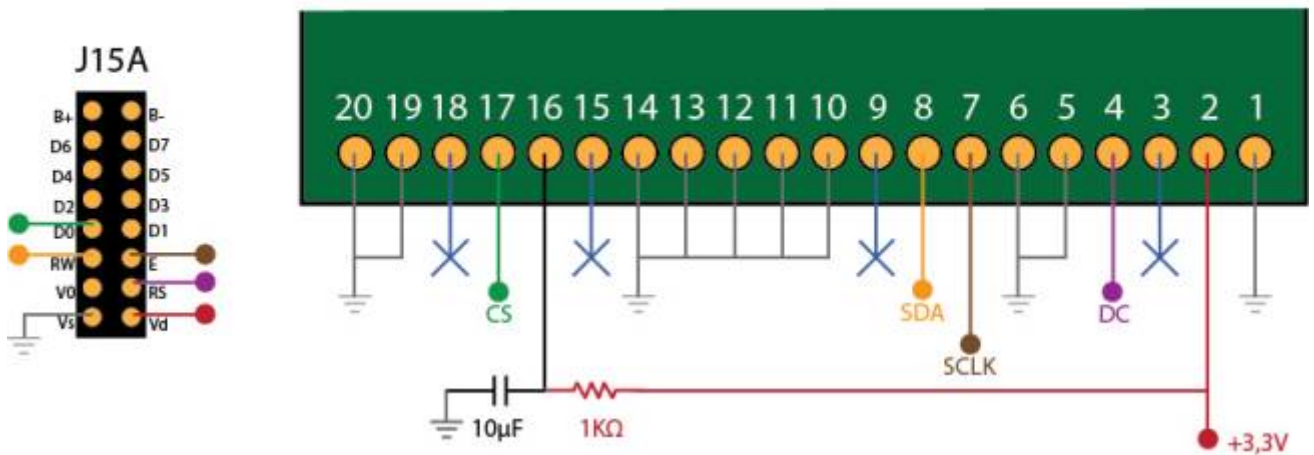 J15A
B+ B-
D6 D7
D4 D5
D2 D3
D0 D1
RW E
V0 RS
Vs Vd
20 19 18 17 16 15 14 13 12 11 10 9 8 7 6 5 4 3 2 1
CS SDA DC
SCLK
10µF 1KΩ
+3,3V